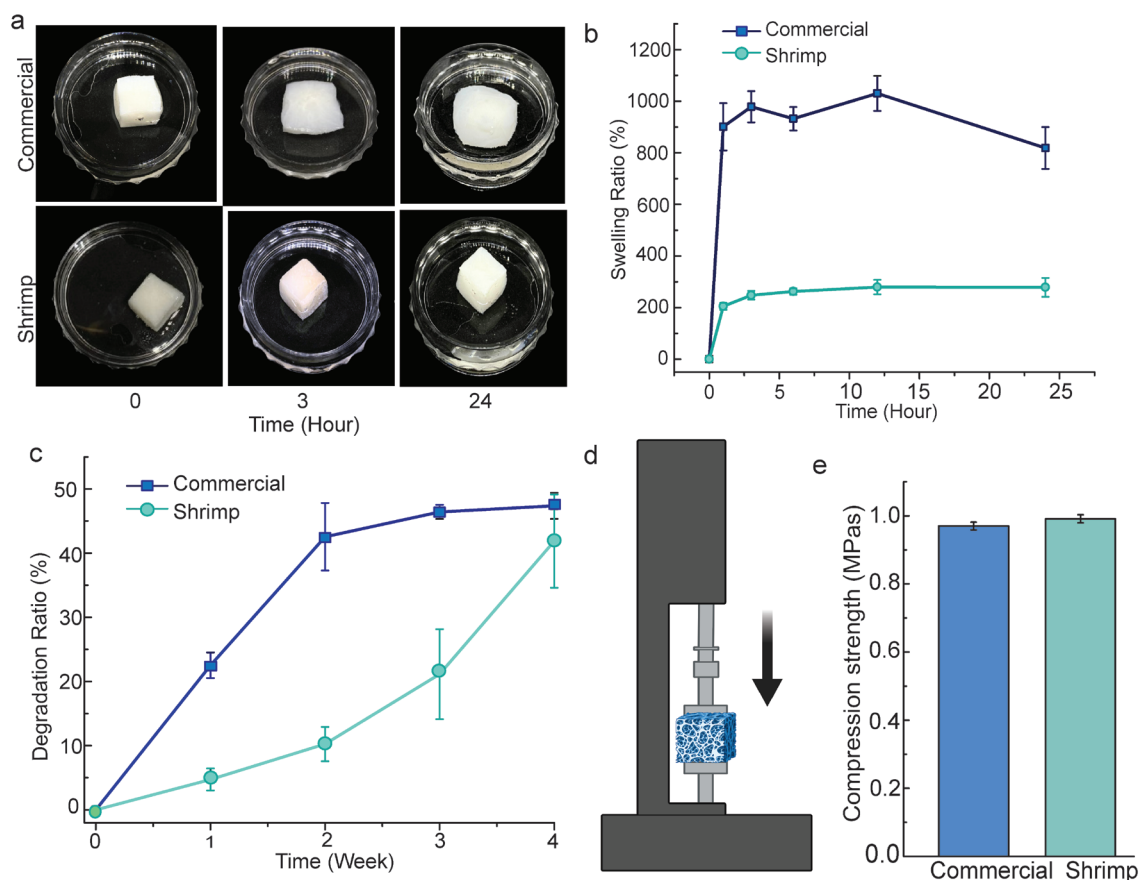 a
Commercial
Shrimp
0
3
24
Time (Hour)
b
Commercial
Shrimp
Swelling Ratio (%)
1200
1000
800
600
400
200
0
0
5
10
15
20
25
Time (Hour)
c
Commercial
Shrimp
Degradation Ratio (%)
50
40
30
20
10
0
0
1
2
3
4
Time (Week)
d
e
Compression strength (MPas)
1.0
0.8
0.6
0.4
0.2
0.0
Commercial
Shrimp